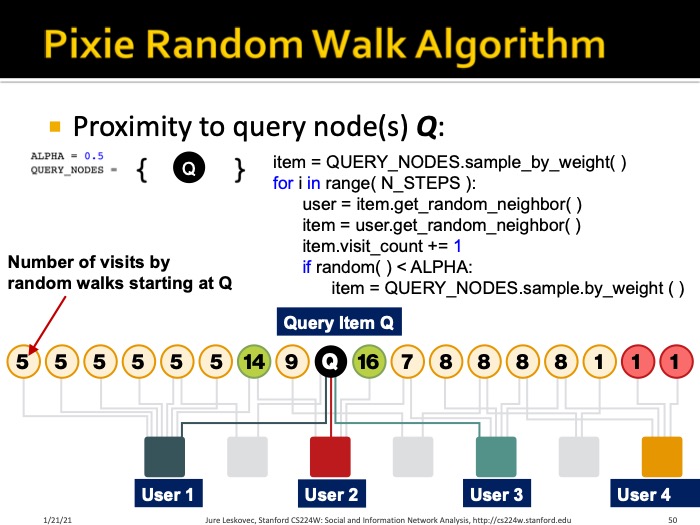 Pixie Random Walk Algorithm
Proximity to query node(s) Q:
ALPHA = 0.5
QUERY_NODES = { Q }
item = QUERY_NODES.sample_by_weight( )
for i in range( N_STEPS ):
user = item.get_random_neighbor( )
item = user.get_random_neighbor( )
item.visit_count += 1
if random( ) < ALPHA:
item = QUERY_NODES.sample.by_weight ( )
Number of visits by
random walks starting at Q
Query Item Q
5 5 5 5 5 5 14 9 Q 16 7 8 8 8 8 1 1 1
User 1 User 2 User 3 User 4
1/21/21 Jure Leskovec, Stanford CS224W: Social and Information Network Analysis, http://cs224w.stanford.edu 50